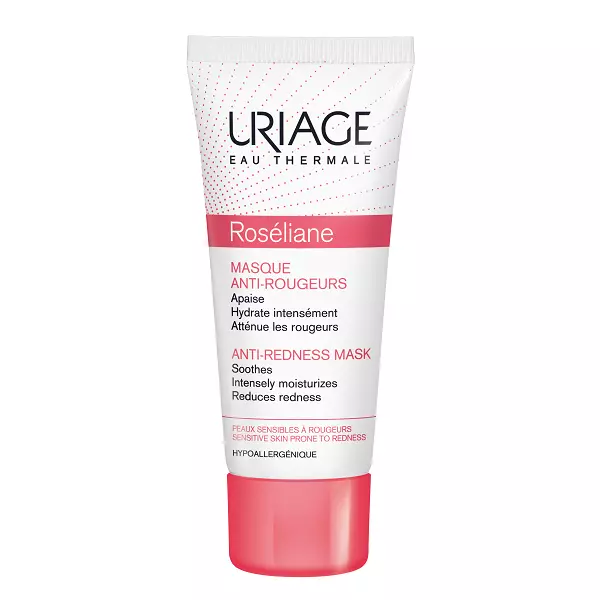 URIAGE
EAU THERMALE
Roséliane
MASQUE
ANTI-ROUGEURS
Apaise
Hydrate intensément
Atténue les rougeurs
ANTI-REDNESS MASK
Soothes
Intensely moisturizes
Reduces redness
PEAUX SENSIBLES À ROUGEURS
SENSITIVE SKIN PRONE TO REDNESS
HYPOALLERGÉNIQUE